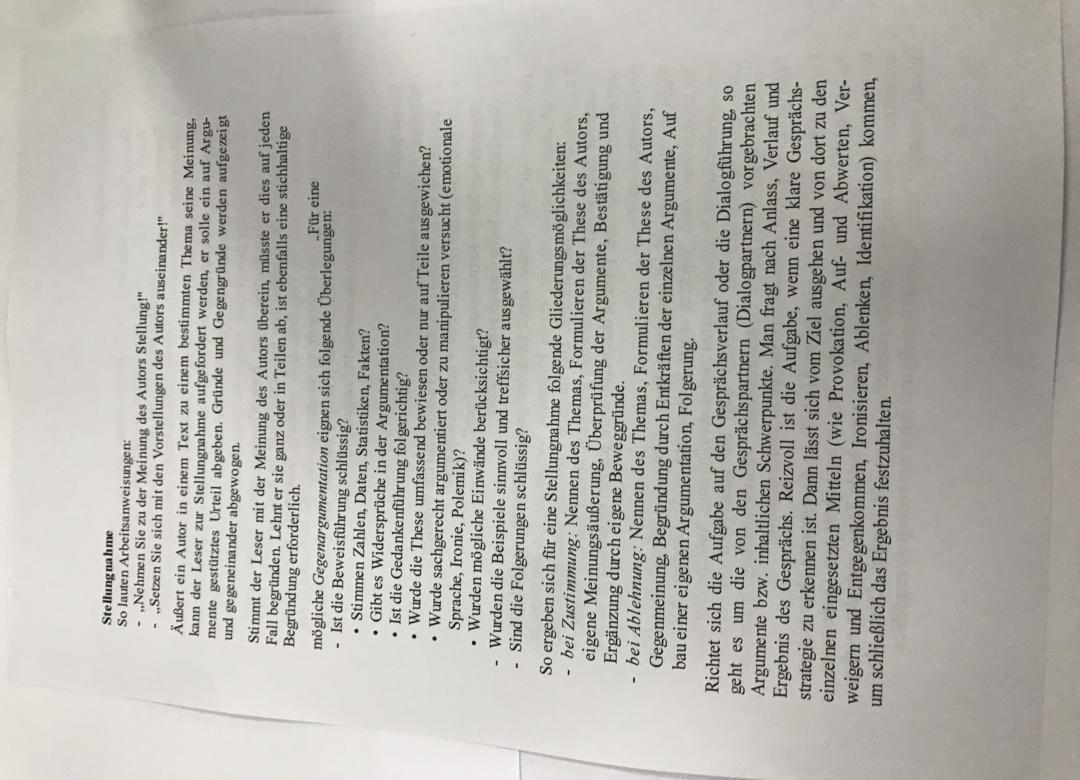 Stellungnahme
So lauten Arbeitsanweisungen:
- „Nehmen Sie zu der Meinung des Autors Stellung!"
- „Setzen Sie sich mit den Vorstellungen des Autors auseinander!"
Äußert ein Autor in einem Text zu einem bestimmten Thema seine Meinung,
kann der Leser zur Stellungnahme aufgefordert werden, er solle ein auf Argu-
mente gestütztes Urteil abgeben. Gründe und Gegengründe werden aufgezeigt
und gegeneinander abgewogen.
Stimmt der Leser mit der Meinung des Autors überein, müsste er dies auf jeden
Fall begründen. Lehnt er sie ganz oder in Teilen ab, ist ebenfalls eine stichhaltige
Begründung erforderlich.
„Für eine
mögliche Gegenargumentation eignen sich folgende Überlegungen:
- Ist die Beweisführung schlüssig?
• Stimmen Zahlen, Daten, Statistiken, Fakten?
• Gibt es Widersprüche in der Argumentation?
• Ist die Gedankenführung folgerichtig?
• Wurde die These umfassend bewiesen oder nur auf Teile ausgewichen?
• Wurde sachgerecht argumentiert oder zu manipulieren versucht (emotionale
Sprache, Ironie, Polemik)?
• Wurden mögliche Einwände berücksichtigt?
- Wurden die Beispiele sinnvoll und treffsicher ausgewählt?
- Sind die Folgerungen schlüssig?
So ergeben sich für eine Stellungnahme folgende Gliederungsmöglichkeiten:
- bei Zustimmung: Nennen des Themas, Formulieren der These des Autors,
eigene Meinungsäußerung, Überprüfung der Argumente, Bestätigung und
Ergänzung durch eigene Beweggründe.
- bei Ablehnung: Nennen des Themas, Formulieren der These des Autors,
Gegenmeinung, Begründung durch Entkräften der einzelnen Argumente, Auf
bau einer eigenen Argumentation, Folgerung.
Richtet sich die Aufgabe auf den Gesprächsverlauf oder die Dialogführung, so
geht es um die von den Gesprächspartnern (Dialogpartnern) vorgebrachten
Argumente bzw. inhaltlichen Schwerpunkte. Man fragt nach Anlass, Verlauf und
Ergebnis des Gesprächs. Reizvoll ist die Aufgabe, wenn eine klare Gesprächs-
strategie zu erkennen ist. Dann lässt sich vom Ziel ausgehen und von dort zu den
einzelnen eingesetzten Mitteln (wie Provokation, Auf- und Abwerten, Ver-
weigern und Entgegenkommen, Ironisieren, Ablenken, Identifikation) kommen,
um schließlich das Ergebnis festzuhalten.